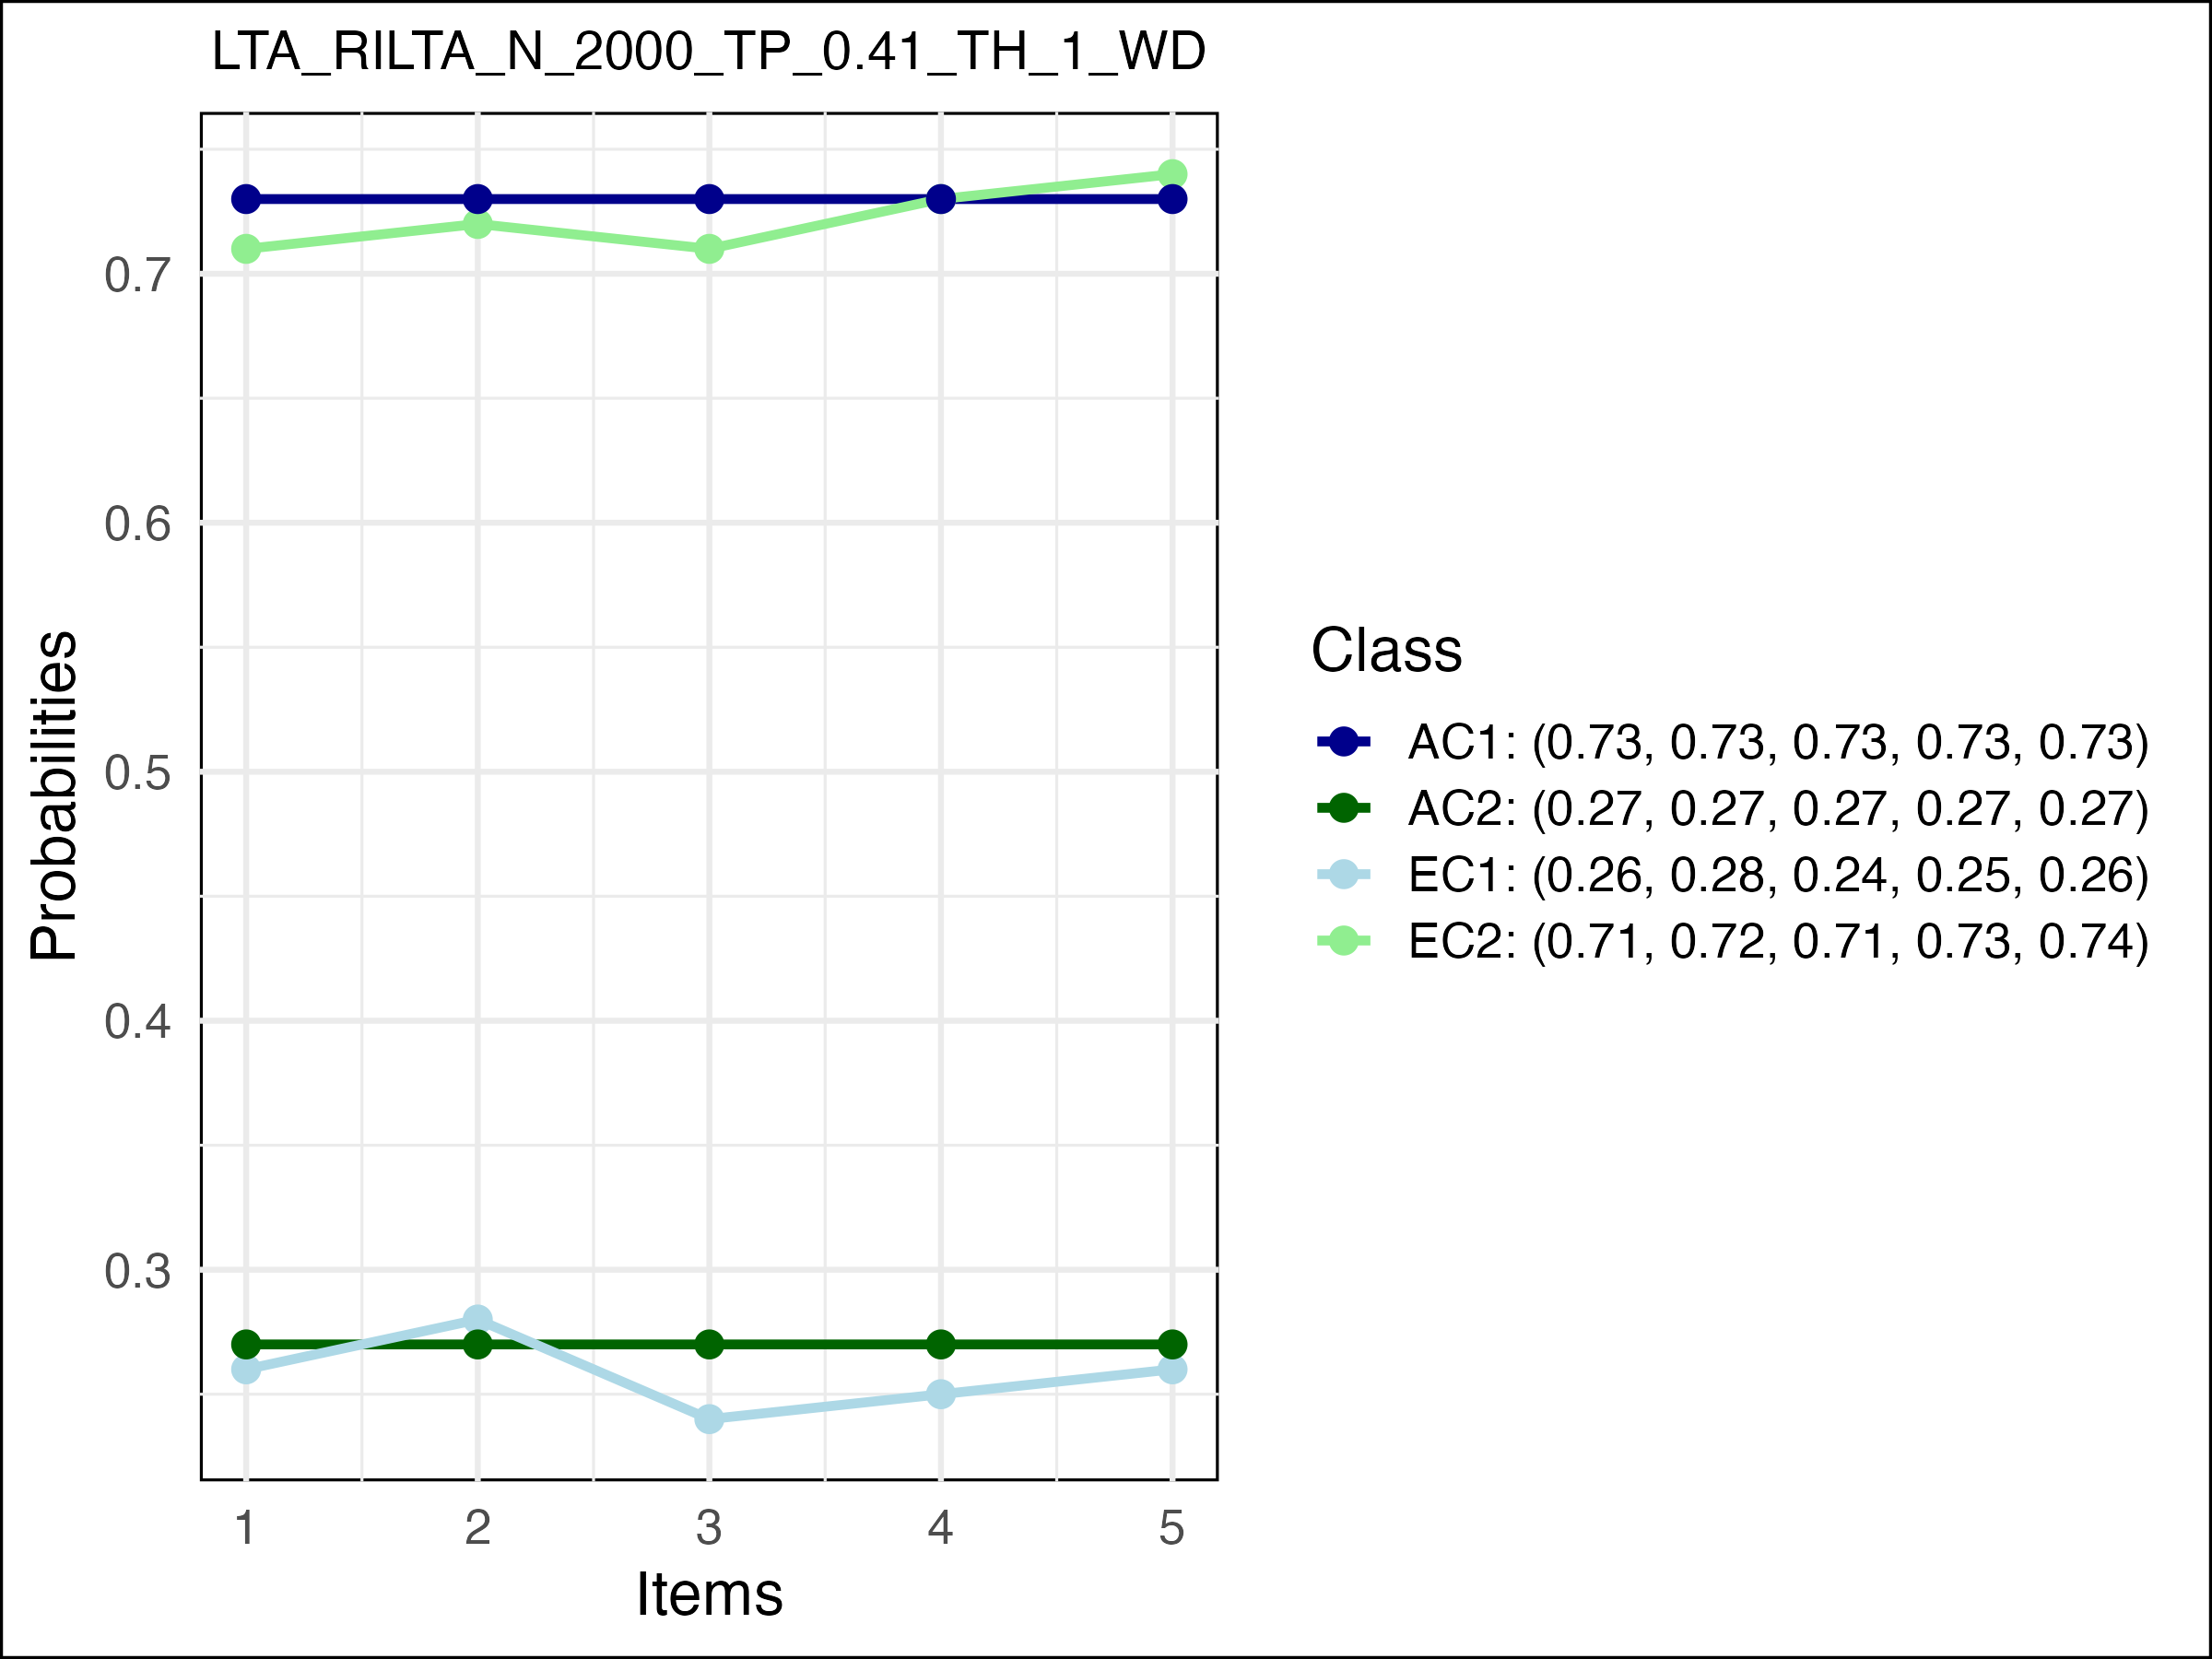 LTA_RILTA_N_2000_TP_0.41_TH_1_WD
Probabilities
0.7
0.6
0.5
0.4
0.3
1 2 3 4 5
Items
Class
AC1: (0.73, 0.73, 0.73, 0.73, 0.73)
AC2: (0.27, 0.27, 0.27, 0.27, 0.27)
EC1: (0.26, 0.28, 0.24, 0.25, 0.26)
EC2: (0.71, 0.72, 0.71, 0.73, 0.74)